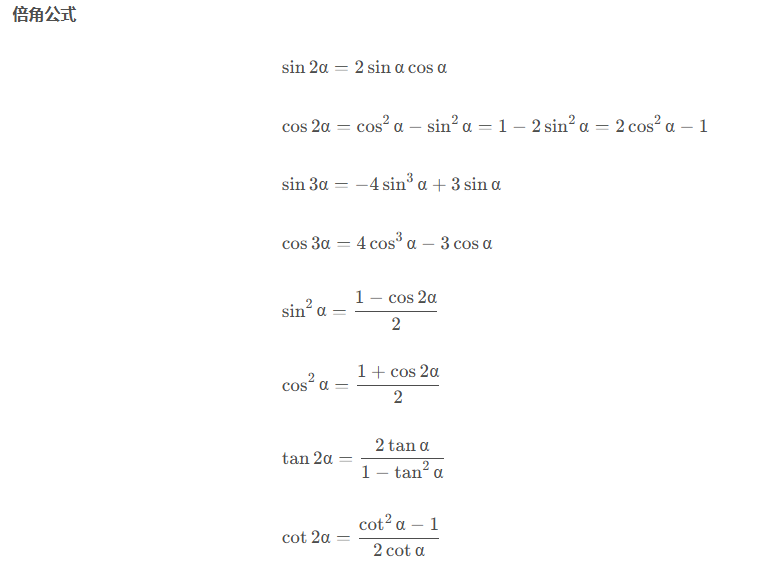 倍角公式
sin 2α = 2 sin α cos α
cos 2α = cos² α − sin² α = 1 − 2 sin² α = 2 cos² α − 1
sin 3α = −4 sin³ α + 3 sin α
cos 3α = 4 cos³ α − 3 cos α
sin² α = (1 − cos 2α) / 2
cos² α = (1 + cos 2α) / 2
tan 2α = (2 tan α) / (1 − tan² α)
cot 2α = (cot² α − 1) / (2 cot α)